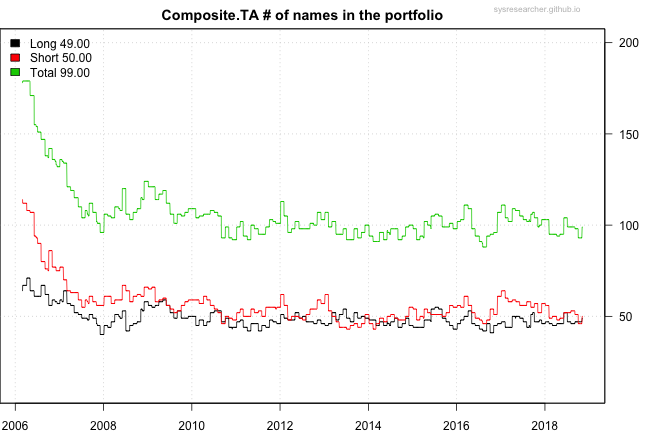 Composite.TA # of names in the portfolio
sysresearcher.github.io
Long 49.00
Short 50.00
Total 99.00
200
150
100
50
2006 2008 2010 2012 2014 2016 2018